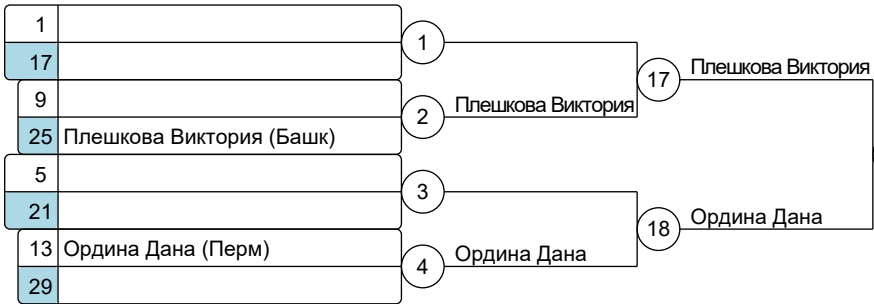 1
17
1
9
25 Плешкова Виктория (Башк)
2 Плешкова Виктория
17 Плешкова Виктория
5
21
3
13 Ордина Дана (Перм)
29
4 Ордина Дана
18 Ордина Дана